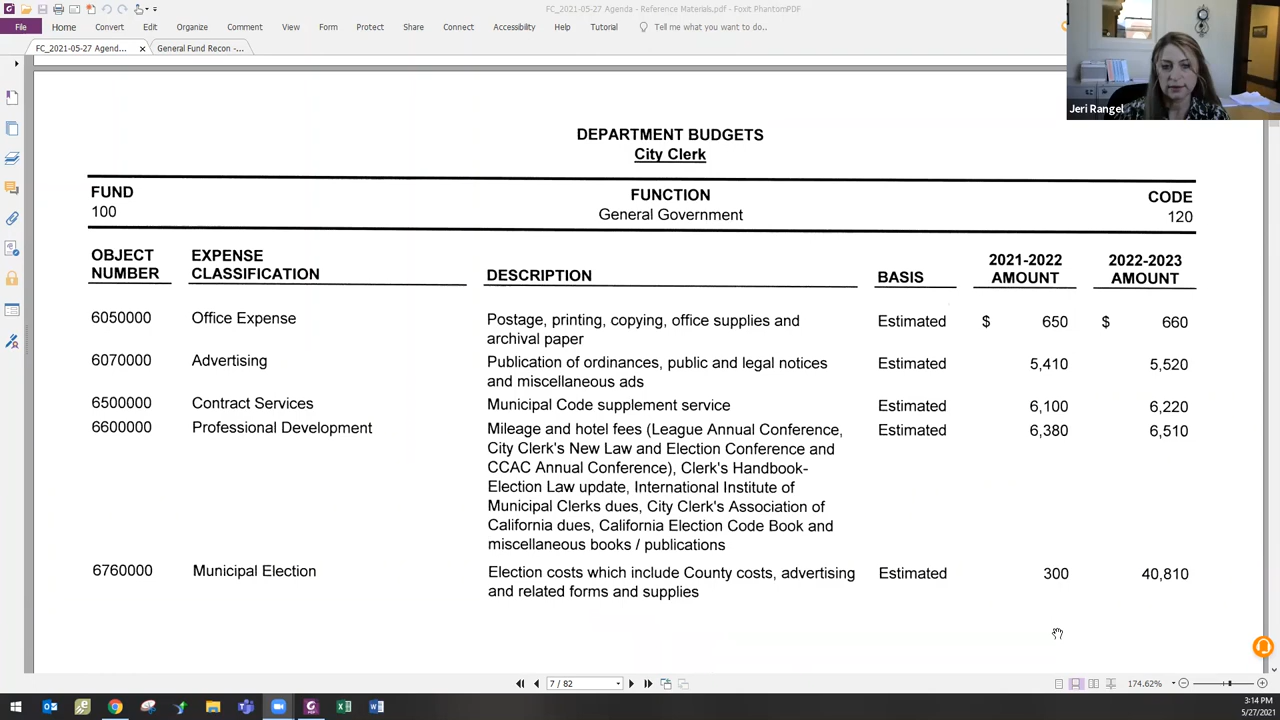 FC_2021-05-27 Agenda - Reference Materials.pdf - Foxit PhantomPDF
File Home Convert Edit Organize Comment View Form Protect Share Connect Accessibility Help Tutorial Tell me what you want to do..
FC_2021-05-27 Agend... General Fund Recon -...
Jeri Rangel
DEPARTMENT BUDGETS
City Clerk
FUND FUNCTION CODE
100 General Government 120
OBJECT EXPENSE 2021-2022 2022-2023
NUMBER CLASSIFICATION DESCRIPTION BASIS AMOUNT AMOUNT
6050000 Office Expense Postage, printing, copying, office supplies and Estimated $ 650 $ 660
archival paper
6070000 Advertising Publication of ordinances, public and legal notices Estimated 5,410 5,520
and miscellaneous ads
6500000 Contract Services Municipal Code supplement service Estimated 6,100 6,220
6600000 Professional Development Mileage and hotel fees (League Annual Conference, Estimated 6,380 6,510
City Clerk's New Law and Election Conference and
CCAC Annual Conference), Clerk's Handbook-
Election Law update, International Institute of
Municipal Clerks dues, City Clerk's Association of
California dues, California Election Code Book and
miscellaneous books / publications
6760000 Municipal Election Election costs which include County costs, advertising Estimated 300 40,810
and related forms and supplies
7 / 82 174.62%
3:14 PM
5/27/2021